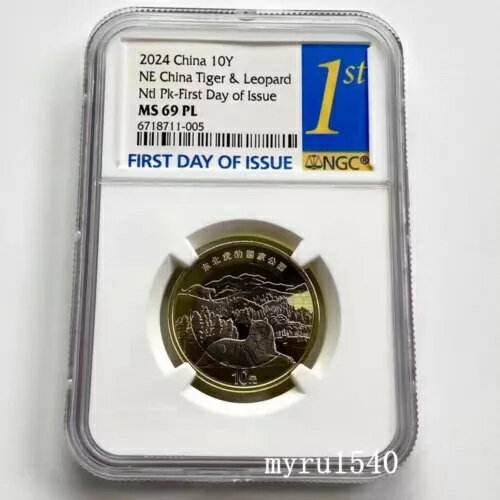 2024 China 10Y
NE China Tiger & Leopard
Ntl Pk-First Day of Issue
MS 69 PL
6718711-005
1st
FIRST DAY OF ISSUE
NGC®
东北虎豹国家公园
10元
myru1540